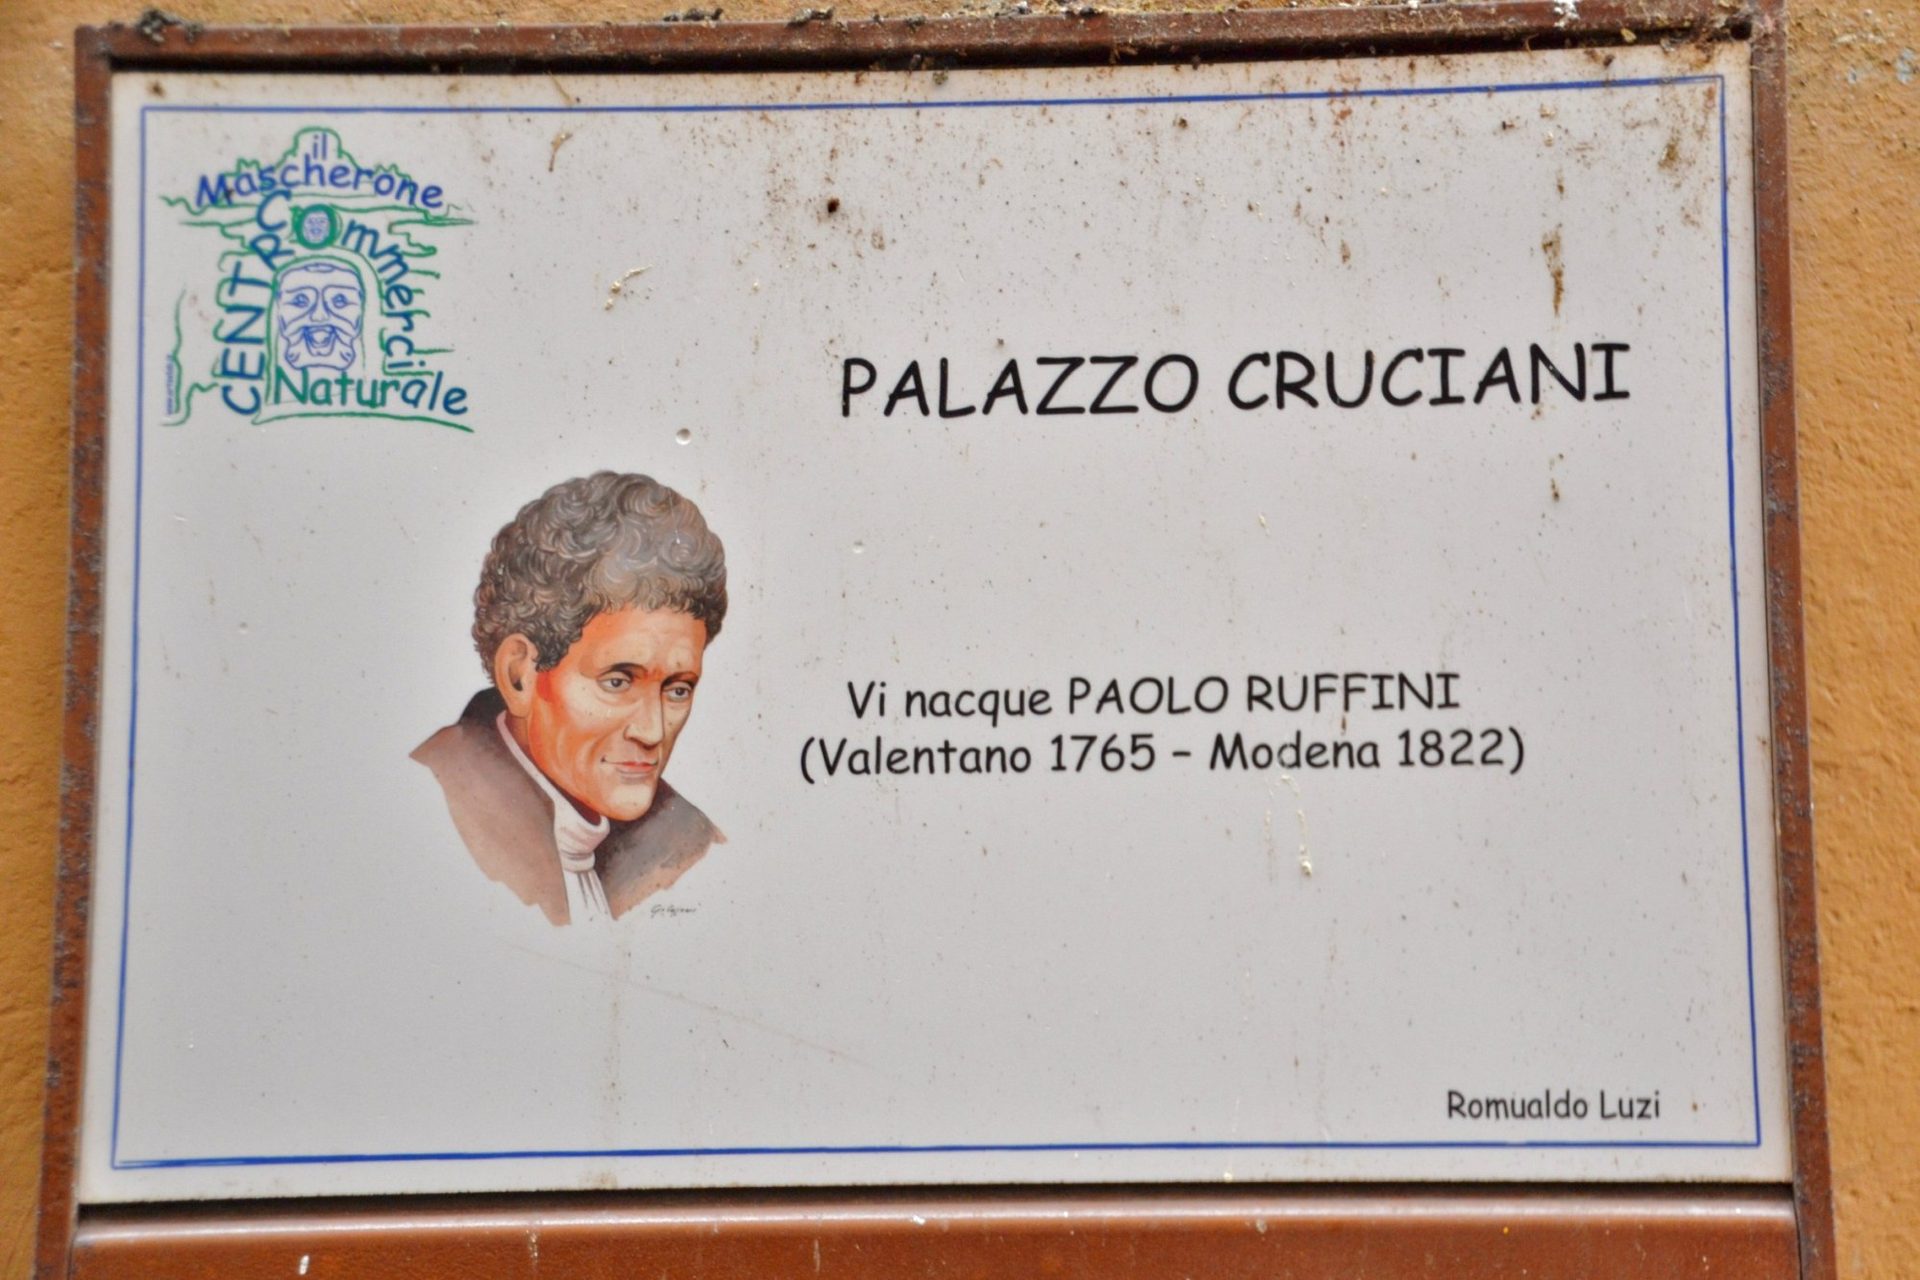 il
Mascherone
CENTRO Commerciale
Naturale
PALAZZO CRUCIANI
Vi nacque PAOLO RUFFINI
(Valentano 1765 – Modena 1822)
Romualdo Luzi